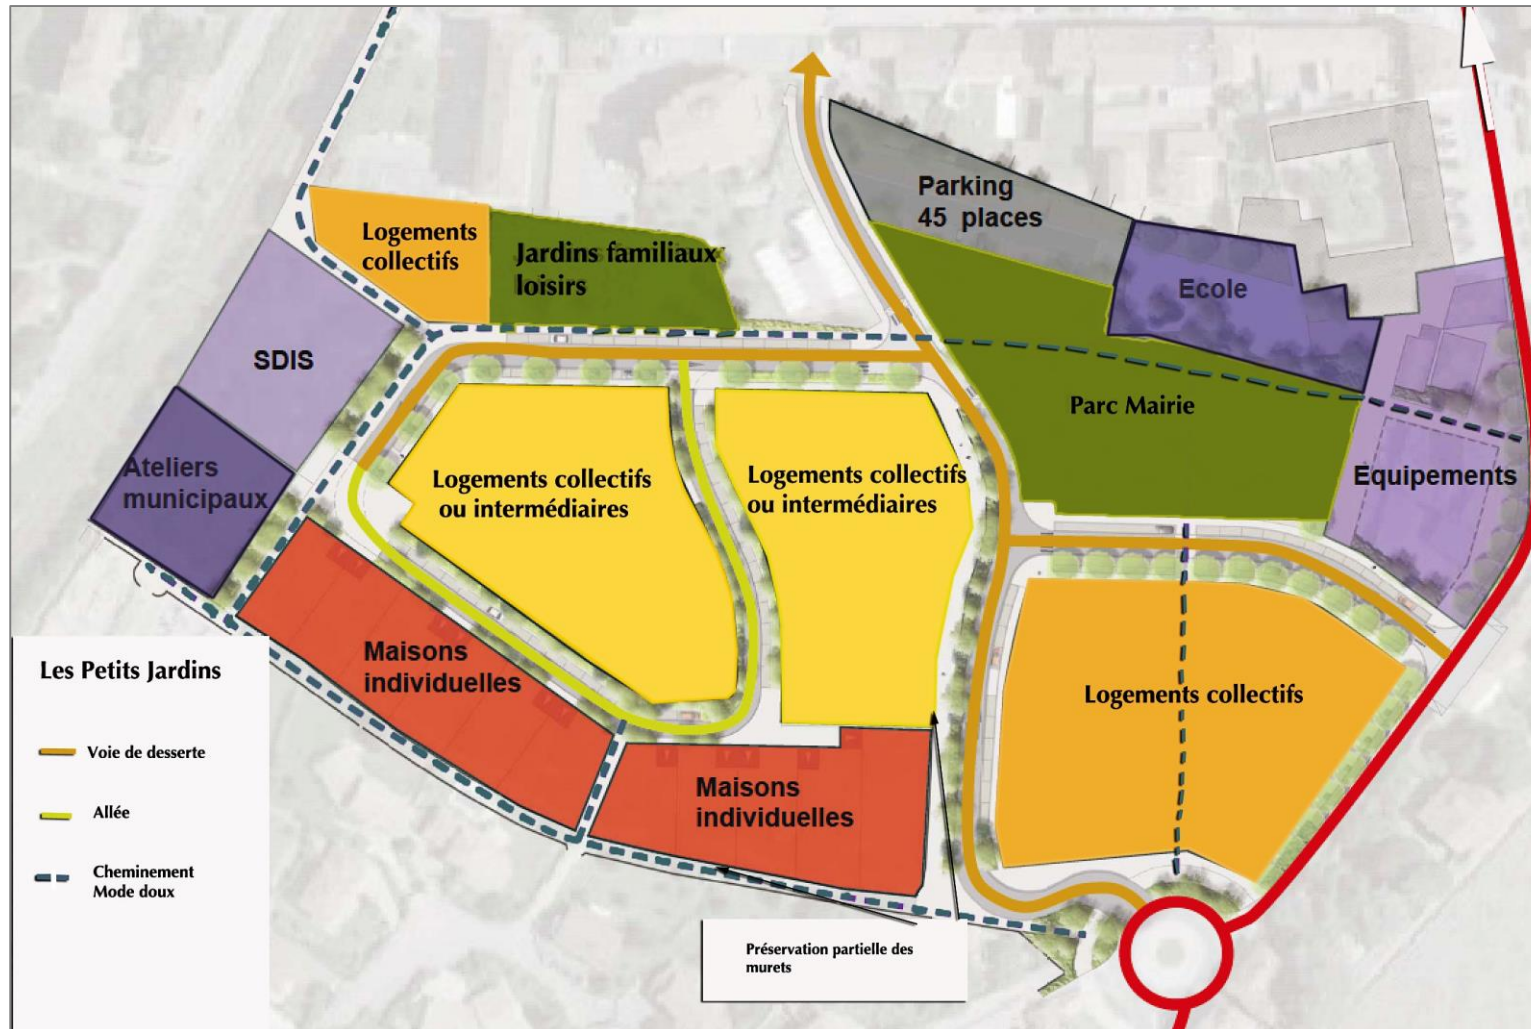 Parking
45 places
Logements
collectifs
Jardins familiaux
loisirs
Ecole
SDIS
Parc Mairie
Ateliers
municipaux
Logements collectifs
ou intermédiaires
Logements collectifs
ou intermédiaires
Equipements
Maisons
individuelles
Logements collectifs
Maisons
individuelles
Les Petits Jardins
Voie de desserte
Allée
Cheminement
Mode doux
Préservation partielle des
murets